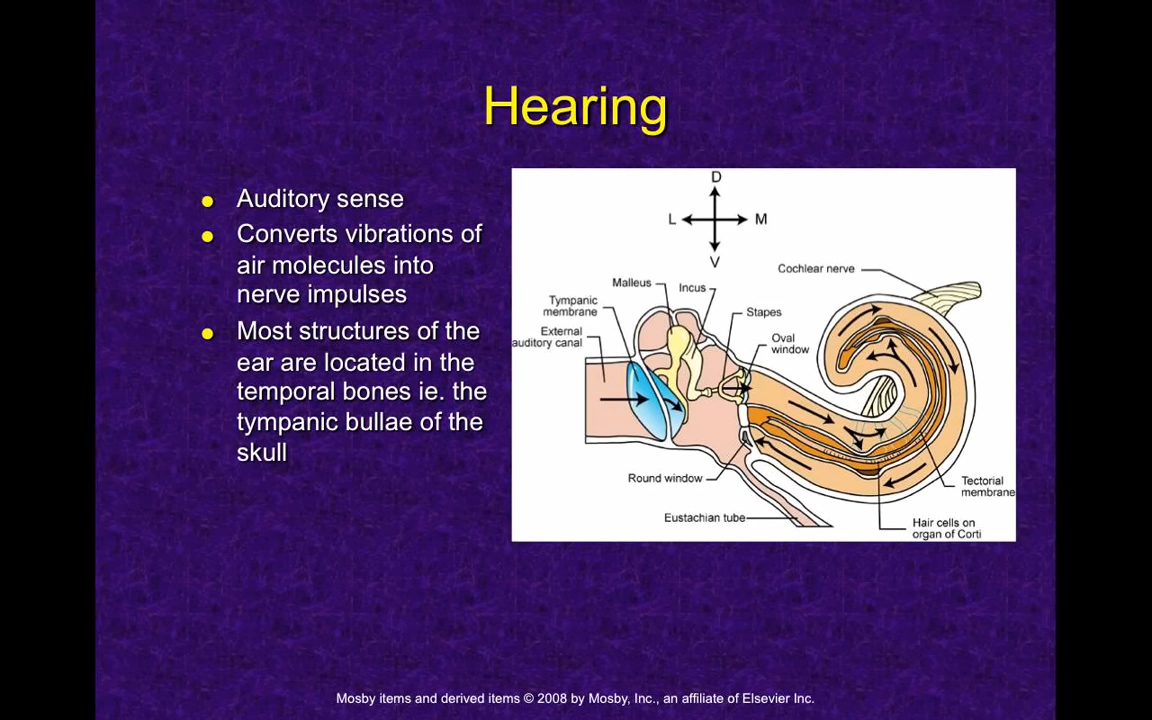 Hearing
Auditory sense
Converts vibrations of
air molecules into
nerve impulses
Most structures of the
ear are located in the
temporal bones ie. the
tympanic bullae of the
skull
D
L M
V
Cochlear nerve
Malleus
Incus
Tympanic
membrane
Stapes
External
auditory canal
Oval
window
Round window
Tectorial
membrane
Eustachian tube
Hair cells on
organ of Corti
Mosby items and derived items © 2008 by Mosby, Inc., an affiliate of Elsevier Inc.